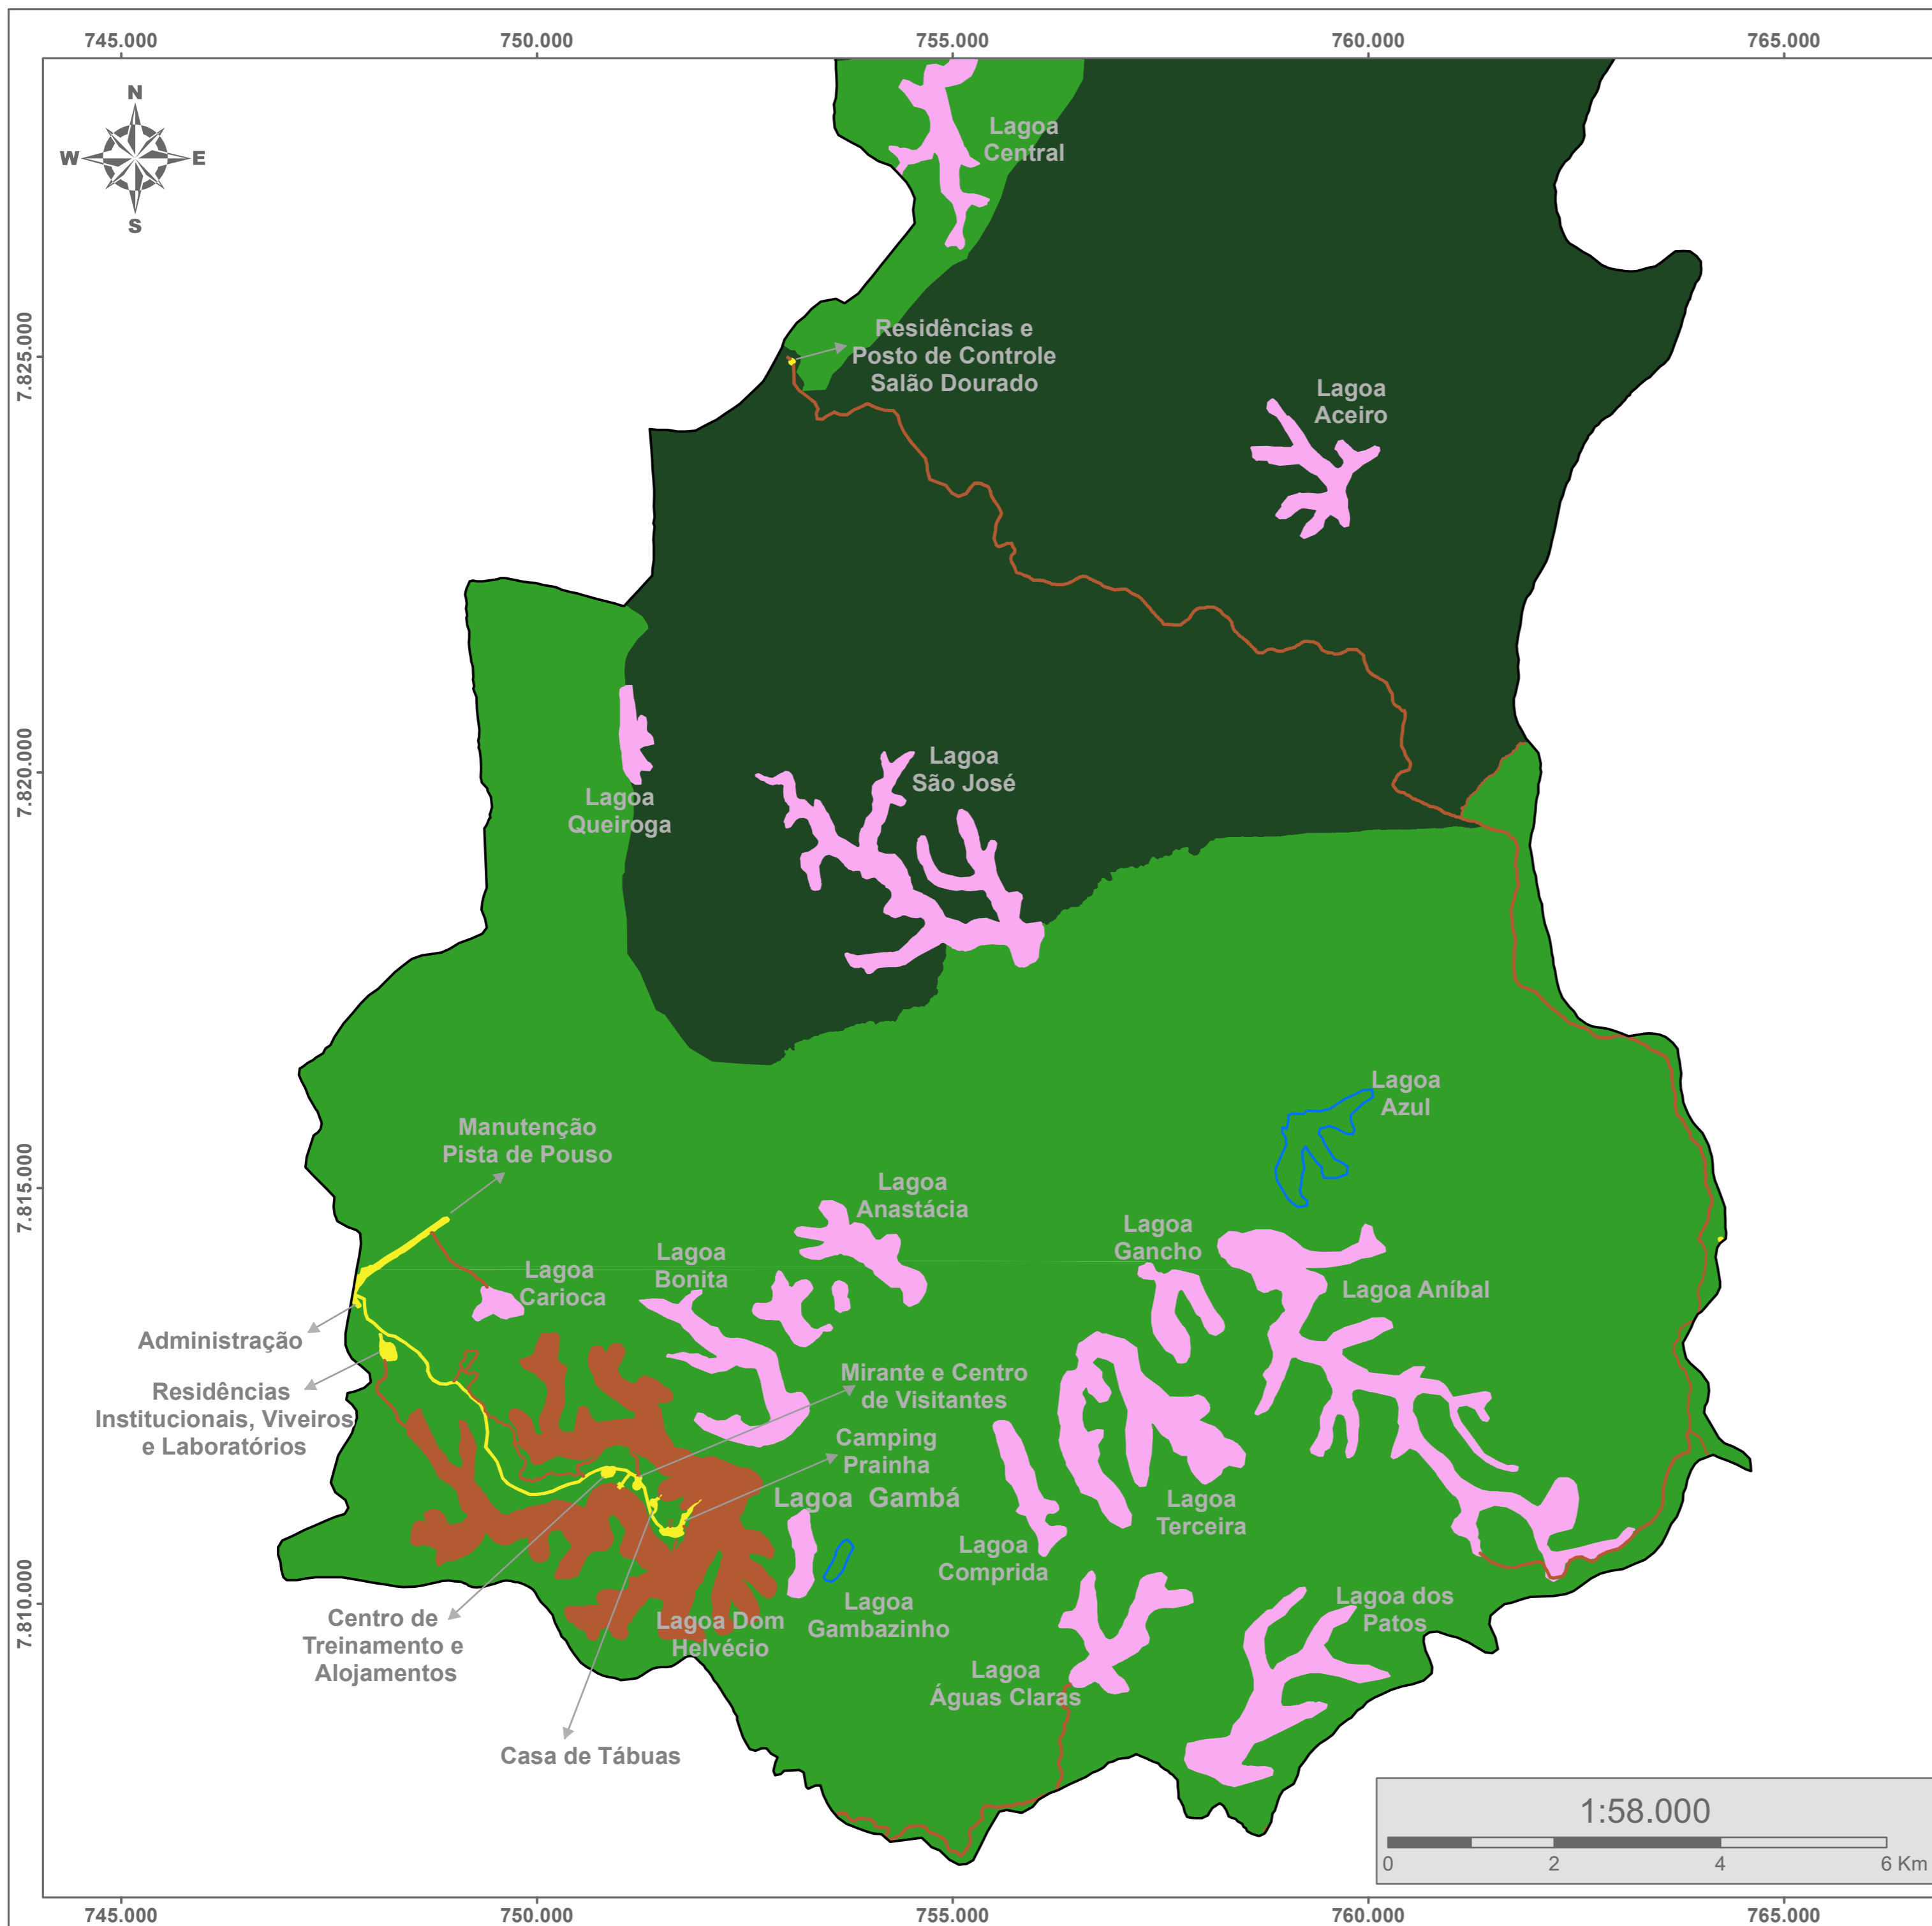 745.000
750.000
755.000
760.000
765.000
N
W
E
S
Lagoa
Central
7.825.000
Residências e
Posto de Controle
Salão Dourado
Lagoa
Aceiro
7.820.000
Lagoa
São José
Lagoa
Queiroga
Lagoa
Azul
Manutenção
Pista de Pouso
7.815.000
Lagoa
Anastácia
Lagoa
Gancho
Lagoa
Bonita
Lagoa
Carioca
Lagoa Aníbal
Administração
Mirante e Centro
de Visitantes
Residências
Institucionais, Viveiros
e Laboratórios
Camping
Prainha
Lagoa Gambá
Lagoa
Terceira
Lagoa
Comprida
7.810.000
Lagoa dos
Patos
Lagoa
Gambazinho
Centro de
Treinamento e
Alojamentos
Lagoa Dom
Helvécio
Lagoa
Águas Claras
Casa de Tábuas
1:58.000
0
2
4
6 Km
745.000
750.000
755.000
760.000
765.000